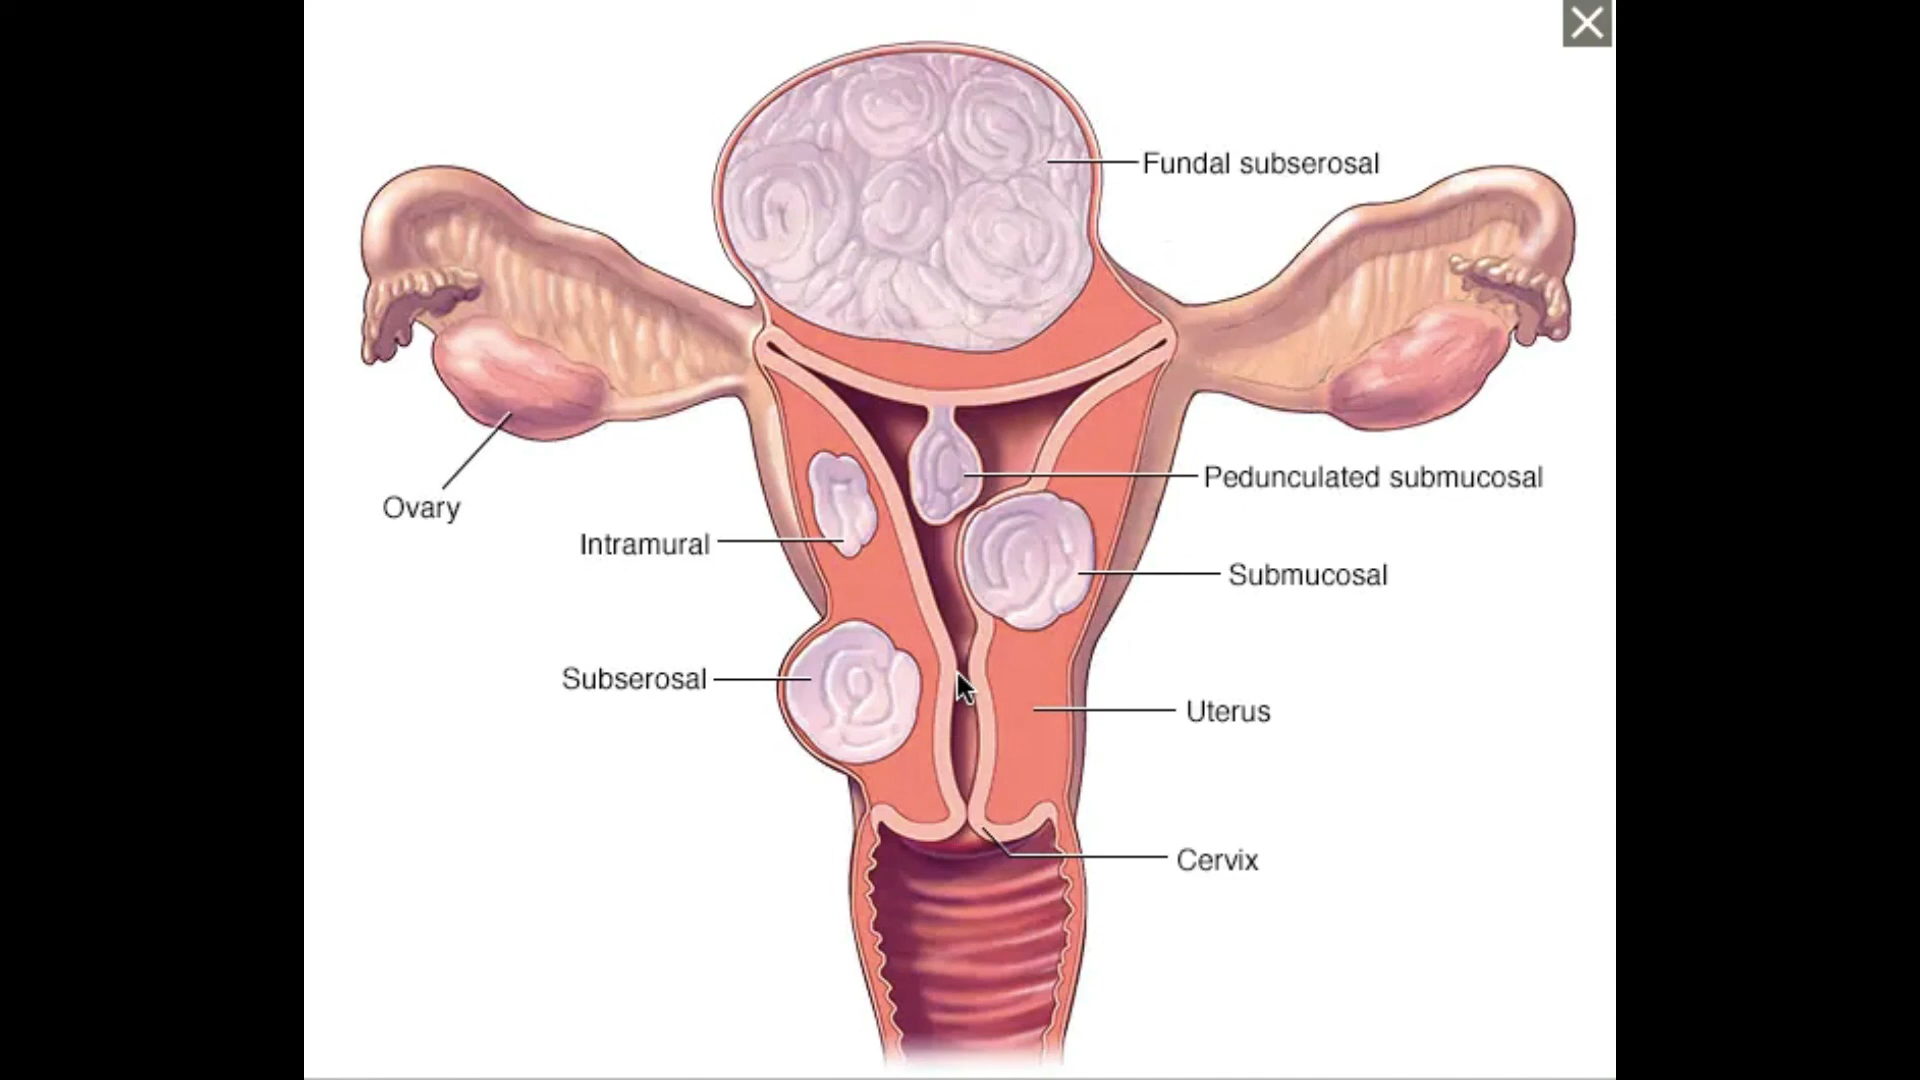 Fundal subserosal
Pedunculated submucosal
Ovary
Intramural
Submucosal
Subserosal
Uterus
Cervix